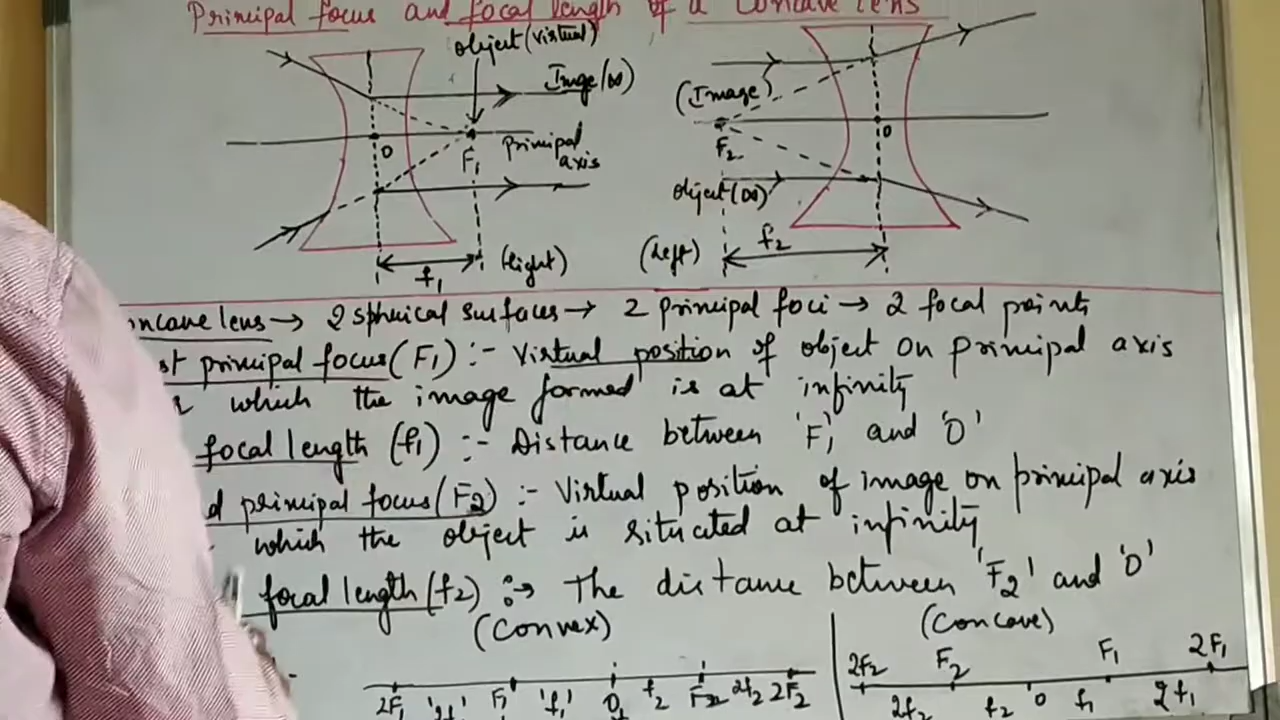 Principal focus and focal length of a Concave lens
object(virtual)
Image(∞)
O
F₁
Principal axis
f₁
(Right)
(Image)
F₂
O
object(∞)
(Left)
f₂
oncave lens → 2 spherical surfaces → 2 principal foci → 2 focal points
st principal focus (F₁) :- Virtual position of object on principal axis
which the image formed is at infinity
focal length (f₁) :- Distance between 'F₁' and 'O'
d principal focus (F₂) :- Virtual position of image on principal axis
which the object is situated at infinity
focal length (f₂) :→ The distance between 'F₂' and 'O'
(Convex)
2F₁ F₁ 'f₁' O f₂ F₂ 2f₂ 2F₂
(Concave)
2F₂ F₂ F₁ 2F₁
2f₂ f₂ 'O f₁ 2f₁